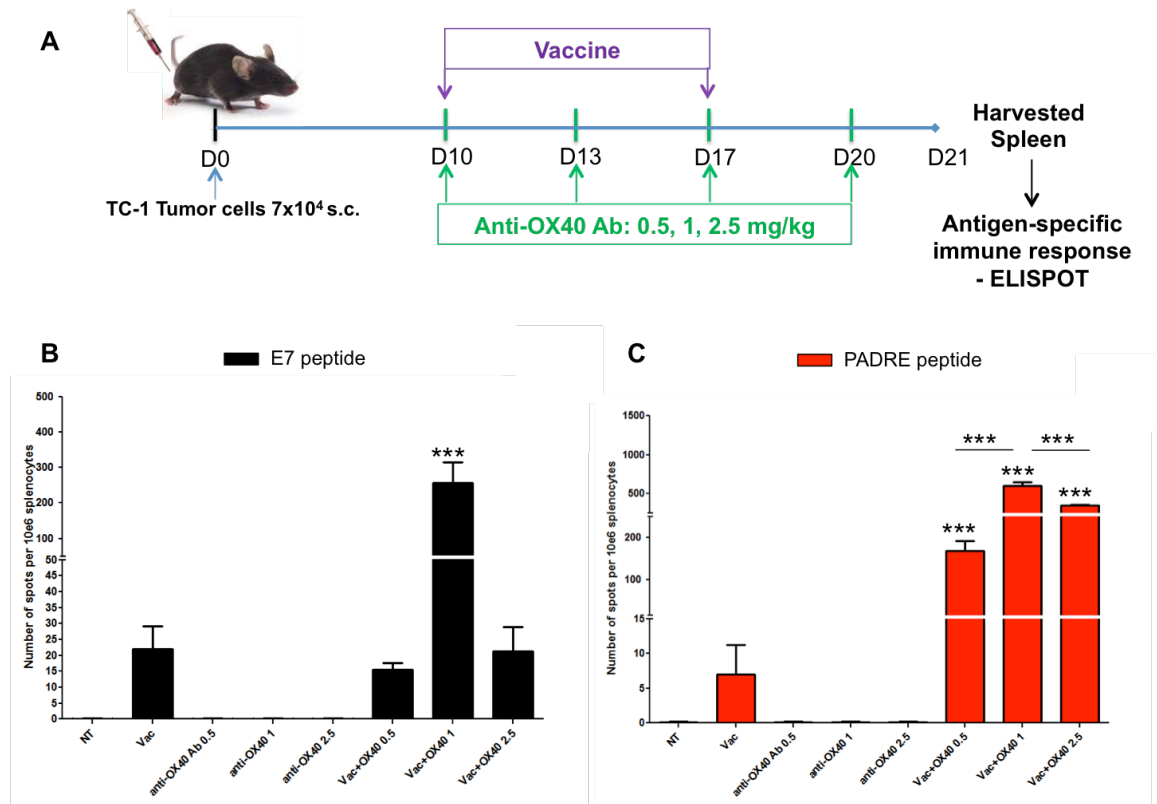 A
Vaccine
D0
D10
D13
D17
D20
D21
TC-1 Tumor cells 7x10⁴ s.c.
Anti-OX40 Ab: 0.5, 1, 2.5 mg/kg
Harvested
Spleen
Antigen-specific
immune response
- ELISPOT
B
E7 peptide
Number of spots per 10e6 splenocytes
500
400
300
200
100
50
45
40
35
30
25
20
15
10
5
0
***
NT
Vac
anti-OX40 Ab 0.5
anti-OX40 1
anti-OX40 2.5
Vac+OX40 0.5
Vac+OX40 1
Vac+OX40 2.5
C
PADRE peptide
Number of spots per 10e6 splenocytes
1500
1000
500
200
100
15
10
5
0
*** ***
***
***
***
NT
Vac
anti-OX40 Ab 0.5
anti-OX40 1
anti-OX40 2.5
Vac+OX40 0.5
Vac+OX40 1
Vac+OX40 2.5